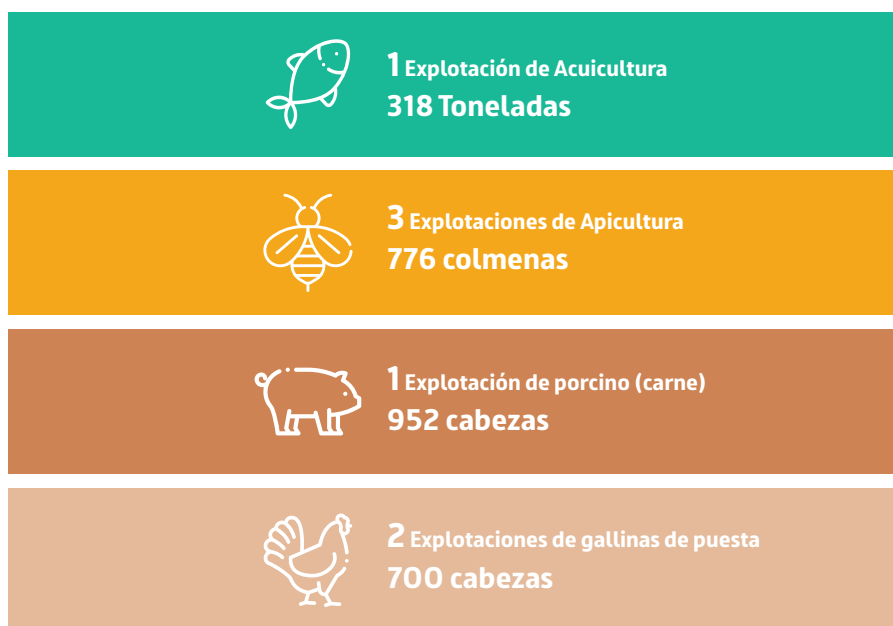 1 Explotación de Acuicultura
318 Toneladas
3 Explotaciones de Apicultura
776 colmenas
1 Explotación de porcino (carne)
952 cabezas
2 Explotaciones de gallinas de puesta
700 cabezas